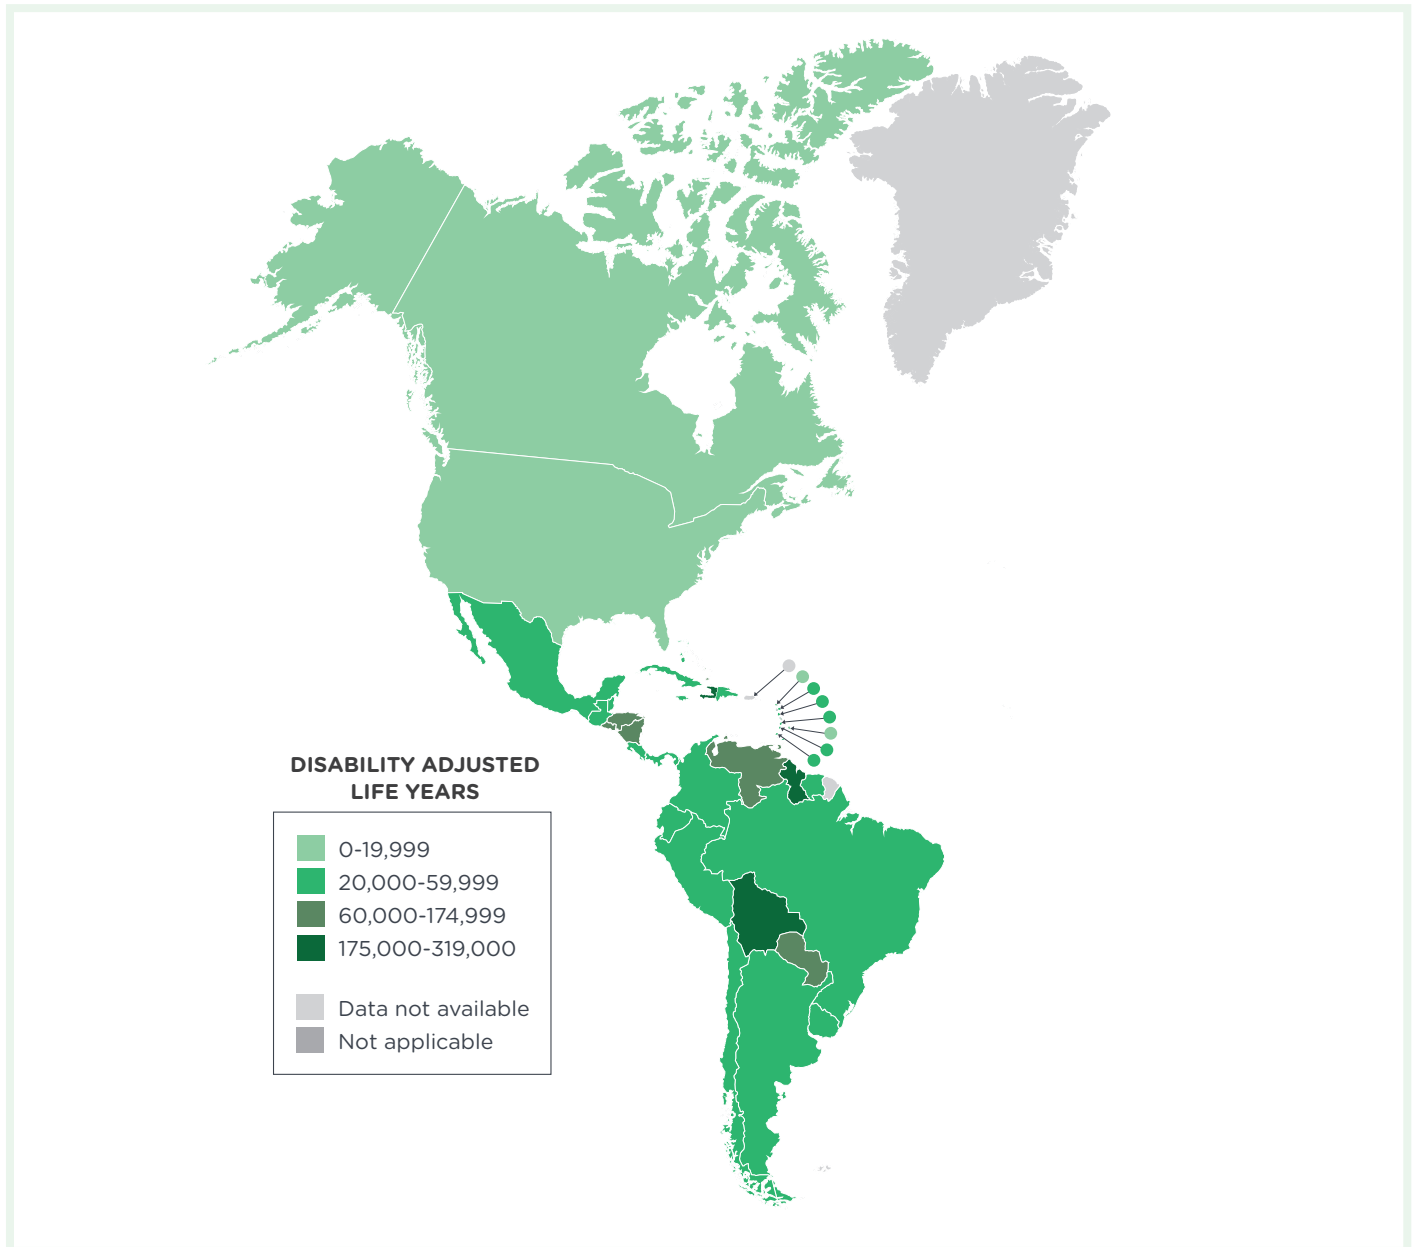 DISABILITY ADJUSTED
LIFE YEARS
0-19,999
20,000-59,999
60,000-174,999
175,000-319,000
Data not available
Not applicable